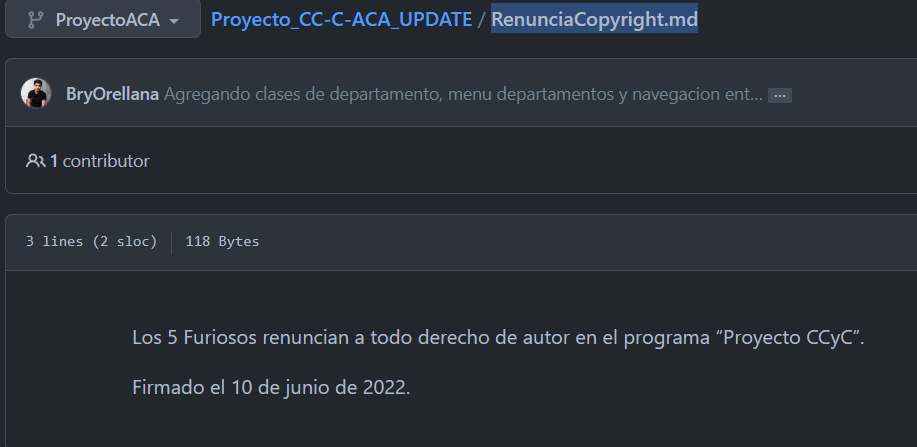 ProyectoACA Proyecto_CC-C-ACA_UPDATE / RenunciaCopyright.md
BryOrellana Agregando clases de departamento, menu departamentos y navegacion ent... ...
1 contributor
3 lines (2 sloc) 118 Bytes
Los 5 Furiosos renuncian a todo derecho de autor en el programa “Proyecto CCyC”.
Firmado el 10 de junio de 2022.